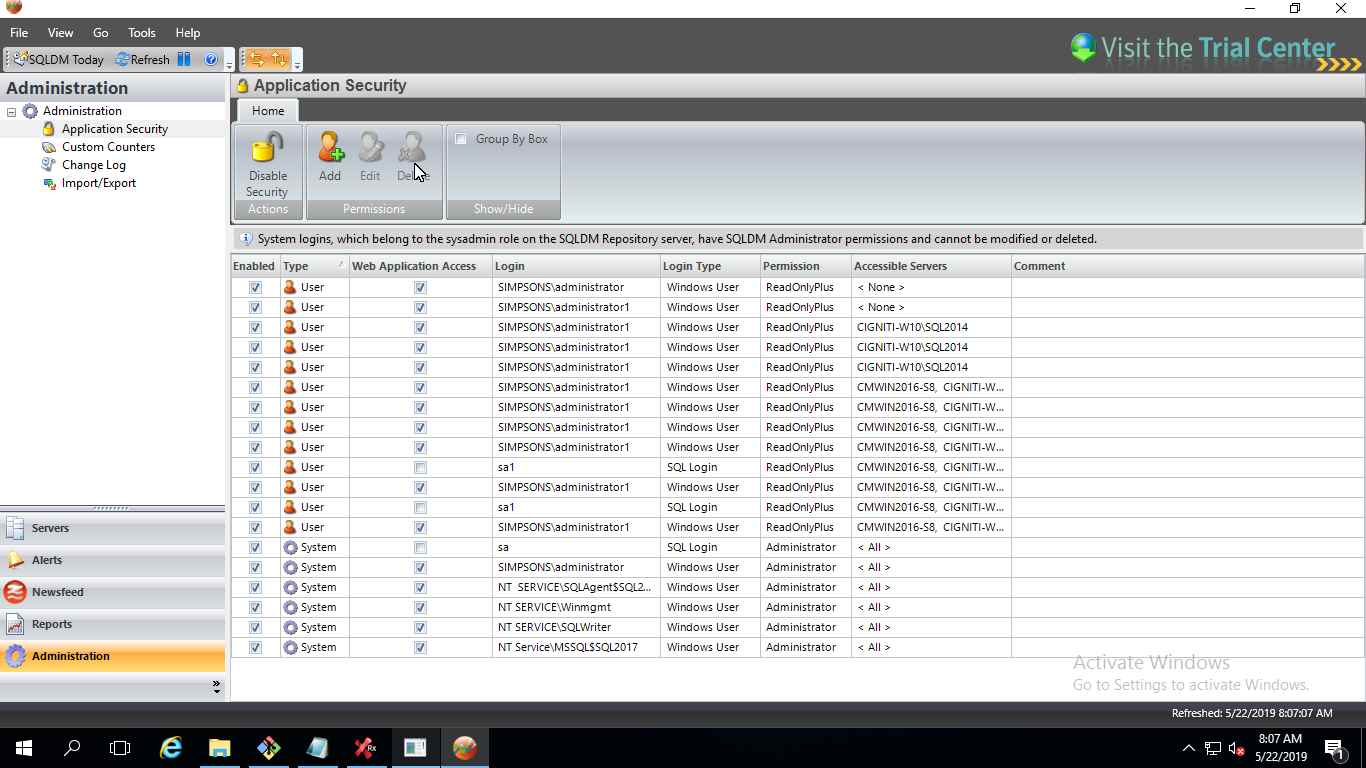 File View Go Tools Help
SQLDM Today Refresh
Visit the Trial Center
Administration
Administration
Application Security
Custom Counters
Change Log
Import/Export
Servers
Alerts
Newsfeed
Reports
Administration
Application Security
Home
Disable Security
Add Edit
Group By Box
Actions Permissions Show/Hide
System logins, which belong to the sysadmin role on the SQLDM Repository server, have SQLDM Administrator permissions and cannot be modified or deleted.
Enabled Type Web Application Access Login Login Type Permission Accessible Servers Comment
User SIMPSONS\administrator Windows User ReadOnlyPlus < None >
User SIMPSONS\administrator1 Windows User ReadOnlyPlus < None >
User SIMPSONS\administrator1 Windows User ReadOnlyPlus CIGNITI-W10\SQL2014
User SIMPSONS\administrator1 Windows User ReadOnlyPlus CIGNITI-W10\SQL2014
User SIMPSONS\administrator1 Windows User ReadOnlyPlus CIGNITI-W10\SQL2014
User SIMPSONS\administrator1 Windows User ReadOnlyPlus CMWIN2016-S8, CIGNITI-W...
User SIMPSONS\administrator1 Windows User ReadOnlyPlus CMWIN2016-S8, CIGNITI-W...
User SIMPSONS\administrator1 Windows User ReadOnlyPlus CMWIN2016-S8, CIGNITI-W...
User SIMPSONS\administrator1 Windows User ReadOnlyPlus CMWIN2016-S8, CIGNITI-W...
User sa1 SQL Login ReadOnlyPlus CMWIN2016-S8, CIGNITI-W...
User SIMPSONS\administrator1 Windows User ReadOnlyPlus CMWIN2016-S8, CIGNITI-W...
User sa1 SQL Login ReadOnlyPlus CMWIN2016-S8, CIGNITI-W...
User SIMPSONS\administrator1 Windows User ReadOnlyPlus CMWIN2016-S8, CIGNITI-W...
System sa SQL Login Administrator < All >
System SIMPSONS\administrator Windows User Administrator < All >
System NT SERVICE\SQLAgent$SQL2... Windows User Administrator < All >
System NT SERVICE\Winmgmt Windows User Administrator < All >
System NT SERVICE\SQLWriter Windows User Administrator < All >
System NT Service\MSSQL$SQL2017 Windows User Administrator < All >
Activate Windows
Go to Settings to activate Windows.
Refreshed: 5/22/2019 8:07:07 AM
8:07 AM
5/22/2019
1